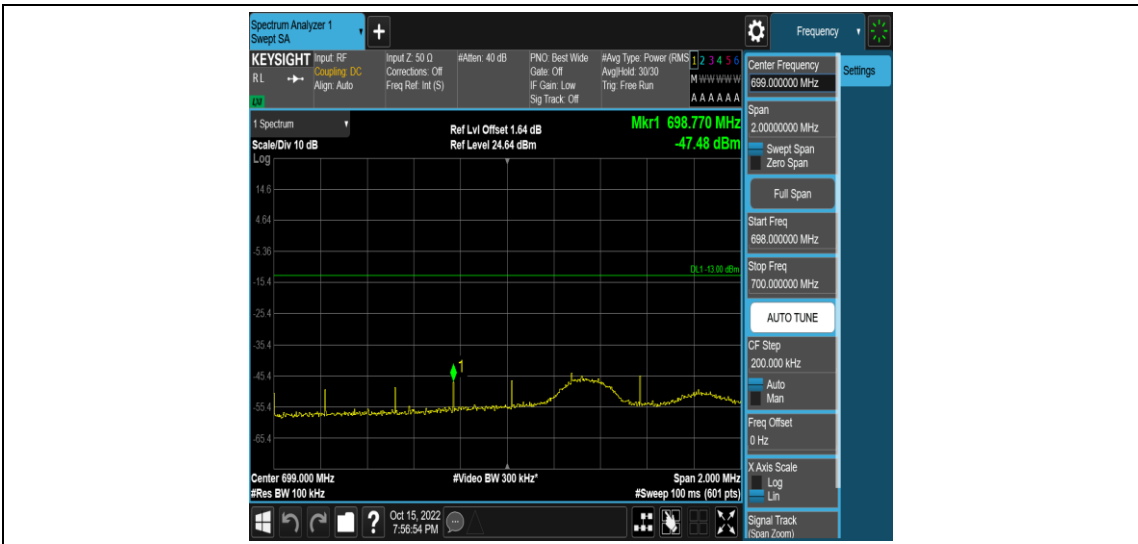 Spectrum Analyzer 1
Swept SA
+
Frequency
KEYSIGHT
Input: RF
Input Z: 50 Ω
#Atten: 40 dB
PNO: Best Wide
#Avg Type: Power (RMS
1 2 3 4 5 6
RL
Coupling: DC
Corrections: Off
Gate: Off
Avg|Hold: 30/30
M W W W W W
Align: Auto
Freq Ref: Int (S)
IF Gain: Low
Trig: Free Run
Sig Track: Off
A A A A A A
LXI
Center Frequency
699.000000 MHz
Settings
1 Spectrum
Ref Lvl Offset 1.64 dB
Mkr1 698.770 MHz
Scale/Div 10 dB
Ref Level 24.64 dBm
-47.48 dBm
Log
14.6
4.64
-5.36
DL1 -13.00 dBm
-15.4
-25.4
-35.4
1
-45.4
-55.4
-65.4
Center 699.000 MHz
#Video BW 300 kHz*
Span 2.000 MHz
#Res BW 100 kHz
#Sweep 100 ms (601 pts)
Span
2.00000000 MHz
Swept Span
Zero Span
Full Span
Start Freq
698.000000 MHz
Stop Freq
700.000000 MHz
AUTO TUNE
CF Step
200.000 kHz
Auto
Man
Freq Offset
0 Hz
X Axis Scale
Log
Lin
Signal Track
(Span Zoom)
?
Oct 15, 2022
7:56:54 PM